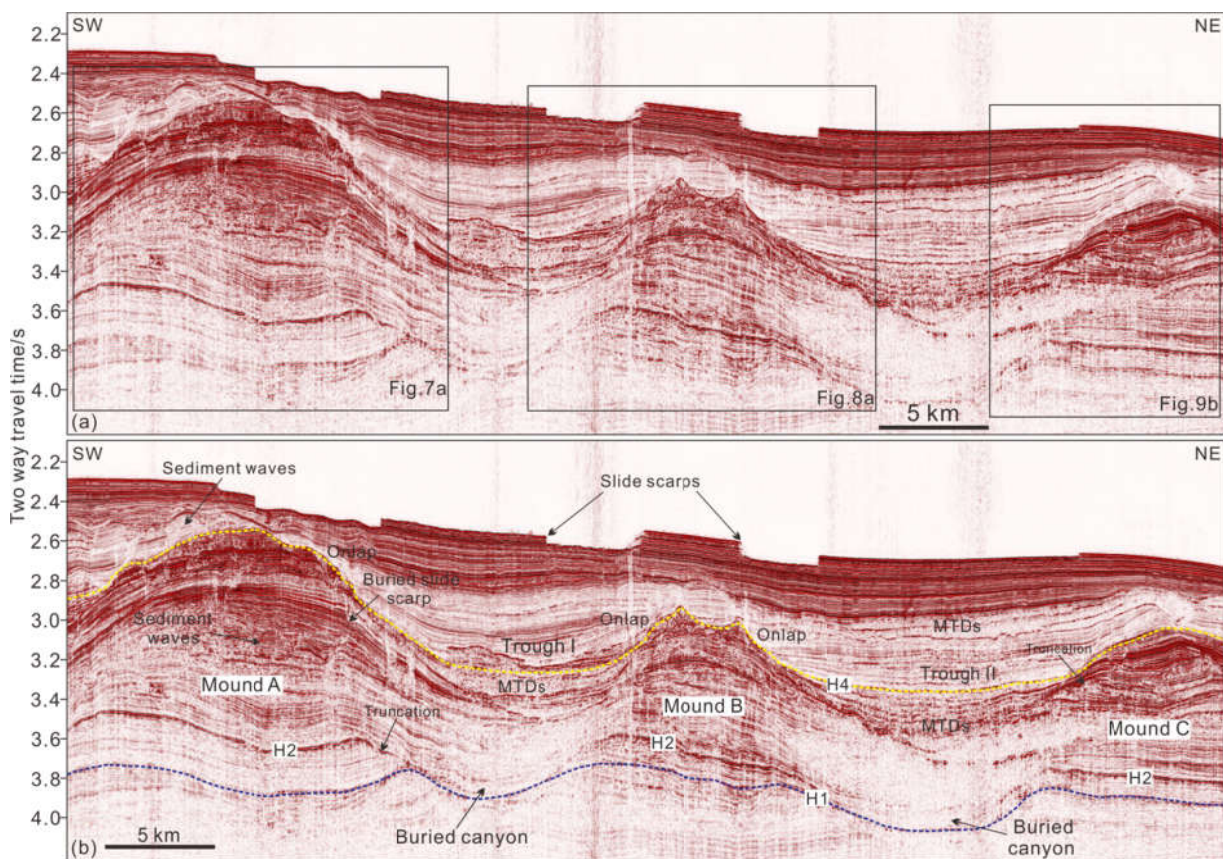 SW
NE
2.2
2.4
2.6
2.8
3.0
3.2
3.4
3.6
3.8
4.0
Fig.7a
Fig.8a
Fig.9b
5 km
(a)
Two way travel time/s
SW
NE
2.2
2.4
2.6
2.8
3.0
3.2
3.4
3.6
3.8
4.0
Sediment waves
Slide scarps
Onlap
Buried slide
scarp
Sediment
waves
Onlap
Onlap
MTDs
Trough I
Truncation
Trough II
MTDs
H4
Mound A
Mound B
MTDs
Mound C
Truncation
H2
H2
H2
H1
Buried canyon
Buried
canyon
5 km
(b)